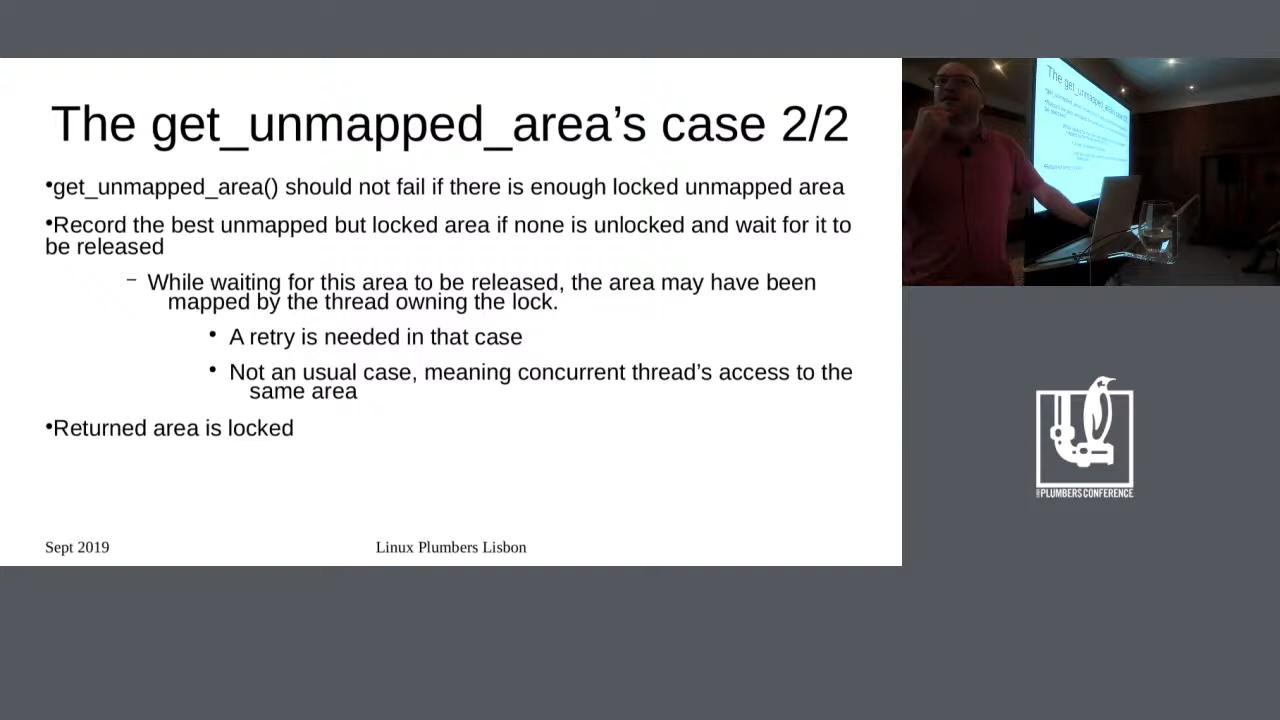 The get_unmapped_area’s case 2/2
•get_unmapped_area() should not fail if there is enough locked unmapped area
•Record the best unmapped but locked area if none is unlocked and wait for it to
be released
– While waiting for this area to be released, the area may have been
mapped by the thread owning the lock.
• A retry is needed in that case
• Not an usual case, meaning concurrent thread’s access to the
same area
•Returned area is locked
Sept 2019
Linux Plumbers Lisbon
The get_unmapped_area's case
PLUMBERS CONFERENCE